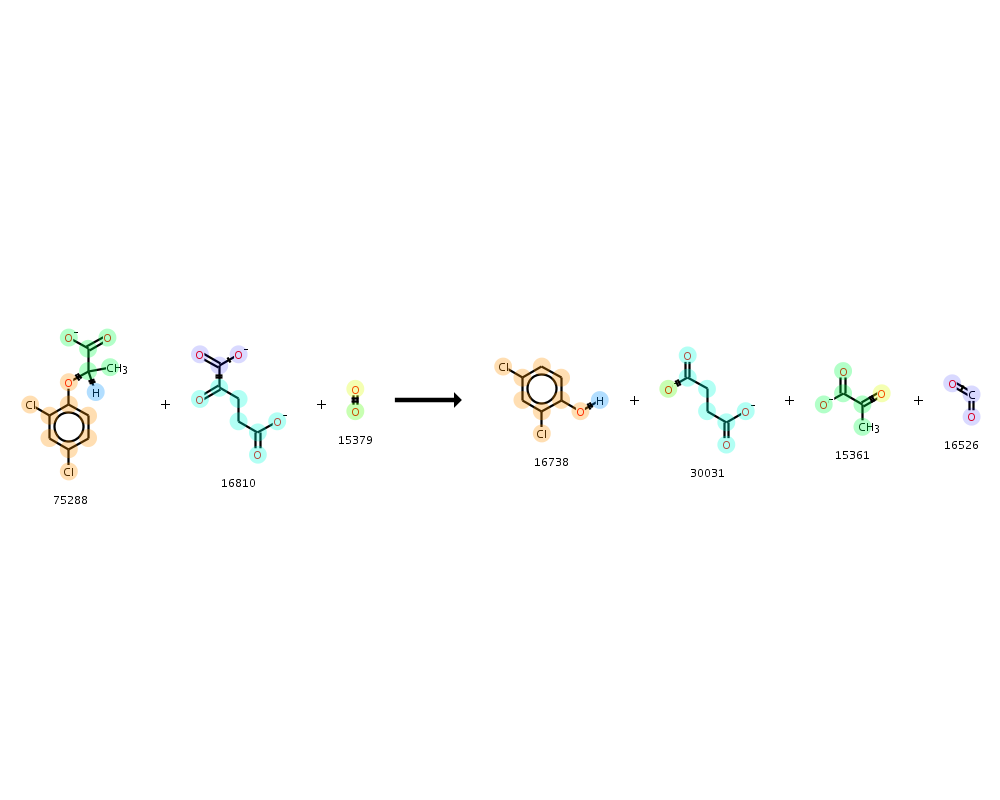 O⁻ O
CH₃
O H
Cl
Cl
75288
+
O O⁻
O
O⁻
O
16810
+
O
O
15379
Cl
O H
Cl
16738
+
O
O
O⁻
O
30031
+
O
O
O⁻
CH₃
15361
+
O
C
O
16526